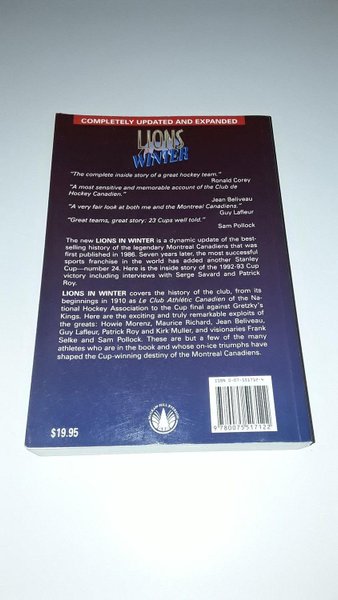 COMPLETELY UPDATED AND EXPANDED
LIONS
IN
WINTER
"The complete inside story of a great hockey team."
Ronald Corey
"A most sensitive and memorable account of the Club de
Hockey Canadien."
Jean Beliveau
"A very fair look at both me and the Montreal Canadiens."
Guy Lafleur
"Great teams, great story: 23 Cups well told."
Sam Pollock
The new LIONS IN WINTER is a dynamic update of the best
selling history of the legendary Montreal Canadiens that was
first published in 1986. Seven years later, the most successful
sports franchise in the world has added another Stanley
Cup—number 24. Here is the inside story of the 1992-93 Cup
victory including interviews with Serge Savard and Patrick
Roy.
LIONS IN WINTER covers the history of the club, from its
beginnings in 1910 as Le Club Athlétic Canadien of the Na-
tional Hockey Association to the Cup final against Gretzky's
Kings. Here are the exciting and truly remarkable exploits of
the greats: Howie Morenz, Maurice Richard, Jean Beliveau,
Guy Lafleur, Patrick Roy and Kirk Muller, and visionaries Frank
Selke and Sam Pollock. These are but a few of the many
athletes who are in the book and whose on-ice triumphs have
shaped the Cup-winning destiny of the Montreal Canadiens.
ISBN 0-07-551712-4
9 780075 517122
$19.95